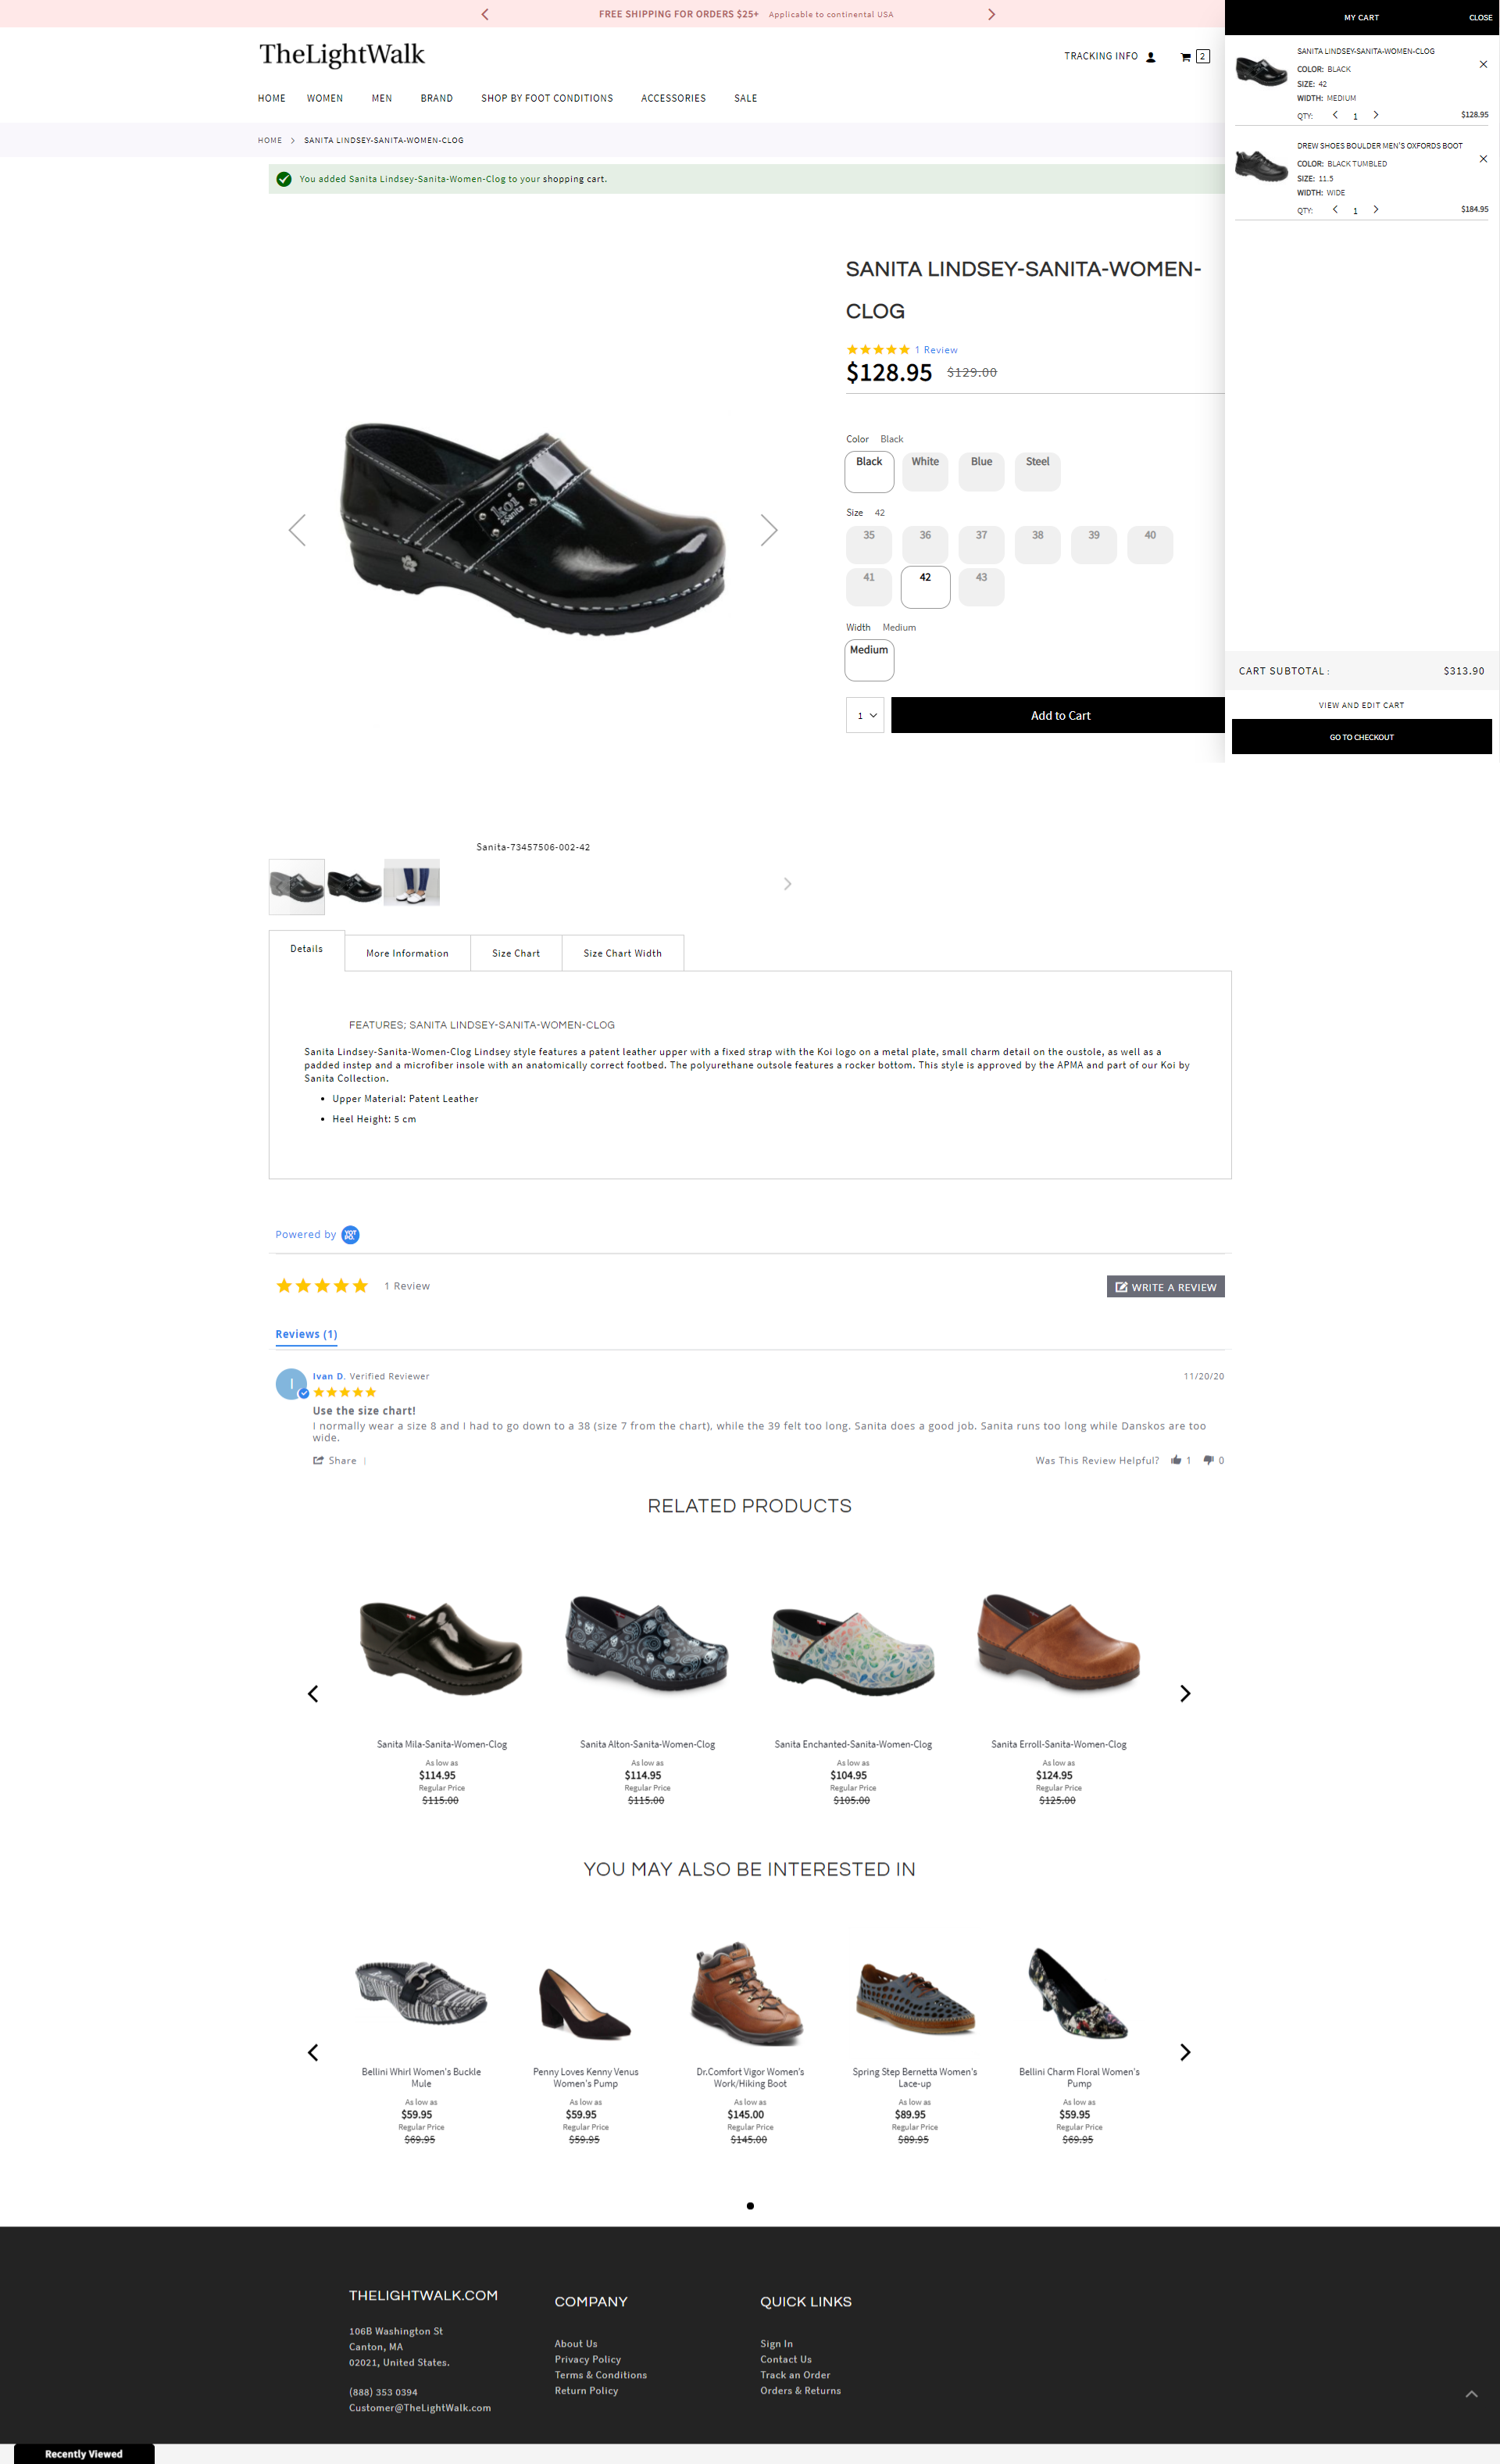 FREE SHIPPING FOR ORDERS $25+ Applicable to continental USA
TheLightWalk
TRACKING INFO 2
HOME WOMEN MEN BRAND SHOP BY FOOT CONDITIONS ACCESSORIES SALE
HOME SANITA LINDSEY-SANITA-WOMEN-CLOG
You added Sanita Lindsey-Sanita-Women-Clog to your shopping cart.
MY CART CLOSE
SANITA LINDSEY-SANITA-WOMEN-CLOG
COLOR: BLACK
SIZE: 42
WIDTH: MEDIUM
QTY: 1 $128.95
DREW SHOES BOULDER MEN'S OXFORDS BOOT
COLOR: BLACK TUMBLED
SIZE: 11.5
WIDTH: WIDE
QTY: 1 $184.95
CART SUBTOTAL : $313.90
VIEW AND EDIT CART
GO TO CHECKOUT
SANITA LINDSEY-SANITA-WOMEN-
CLOG
1 Review
$128.95 $129.00
Color Black
Black White Blue Steel
Size 42
35 36 37 38 39 40
41 42 43
Width Medium
Medium
1 Add to Cart
koi
sanita
Sanita-73457506-002-42
Details More Information Size Chart Size Chart Width
FEATURES; SANITA LINDSEY-SANITA-WOMEN-CLOG
Sanita Lindsey-Sanita-Women-Clog Lindsey style features a patent leather upper with a fixed strap with the Koi logo on a metal plate, small charm detail on the oustole, as well as a
padded instep and a microfiber insole with an anatomically correct footbed. The polyurethane outsole features a rocker bottom. This style is approved by the APMA and part of our Koi by
Sanita Collection.
• Upper Material: Patent Leather
• Heel Height: 5 cm
Powered by YOTPO.
1 Review WRITE A REVIEW
Reviews (1)
I Ivan D. Verified Reviewer 11/20/20
Use the size chart!
I normally wear a size 8 and I had to go down to a 38 (size 7 from the chart), while the 39 felt too long. Sanita does a good job. Sanita runs too long while Danskos are too
wide.
Share | Was This Review Helpful? 1 0
RELATED PRODUCTS
Sanita Mila-Sanita-Women-Clog Sanita Alton-Sanita-Women-Clog Sanita Enchanted-Sanita-Women-Clog Sanita Erroll-Sanita-Women-Clog
As low as As low as As low as As low as
$114.95 $114.95 $104.95 $124.95
Regular Price Regular Price Regular Price Regular Price
$115.00 $115.00 $105.00 $125.00
YOU MAY ALSO BE INTERESTED IN
Bellini Whirl Women's Buckle Penny Loves Kenny Venus Dr.Comfort Vigor Women's Spring Step Bernetta Women's Bellini Charm Floral Women's
Mule Women's Pump Work/Hiking Boot Lace-up Pump
As low as As low as As low as As low as As low as
$59.95 $59.95 $145.00 $89.95 $59.95
Regular Price Regular Price Regular Price Regular Price Regular Price
$69.95 $59.95 $145.00 $89.95 $69.95
THELIGHTWALK.COM COMPANY QUICK LINKS
106B Washington St
Canton, MA
02021, United States.
(888) 353 0394
Customer@TheLightWalk.com
About Us
Privacy Policy
Terms & Conditions
Return Policy
Sign In
Contact Us
Track an Order
Orders & Returns
Recently Viewed